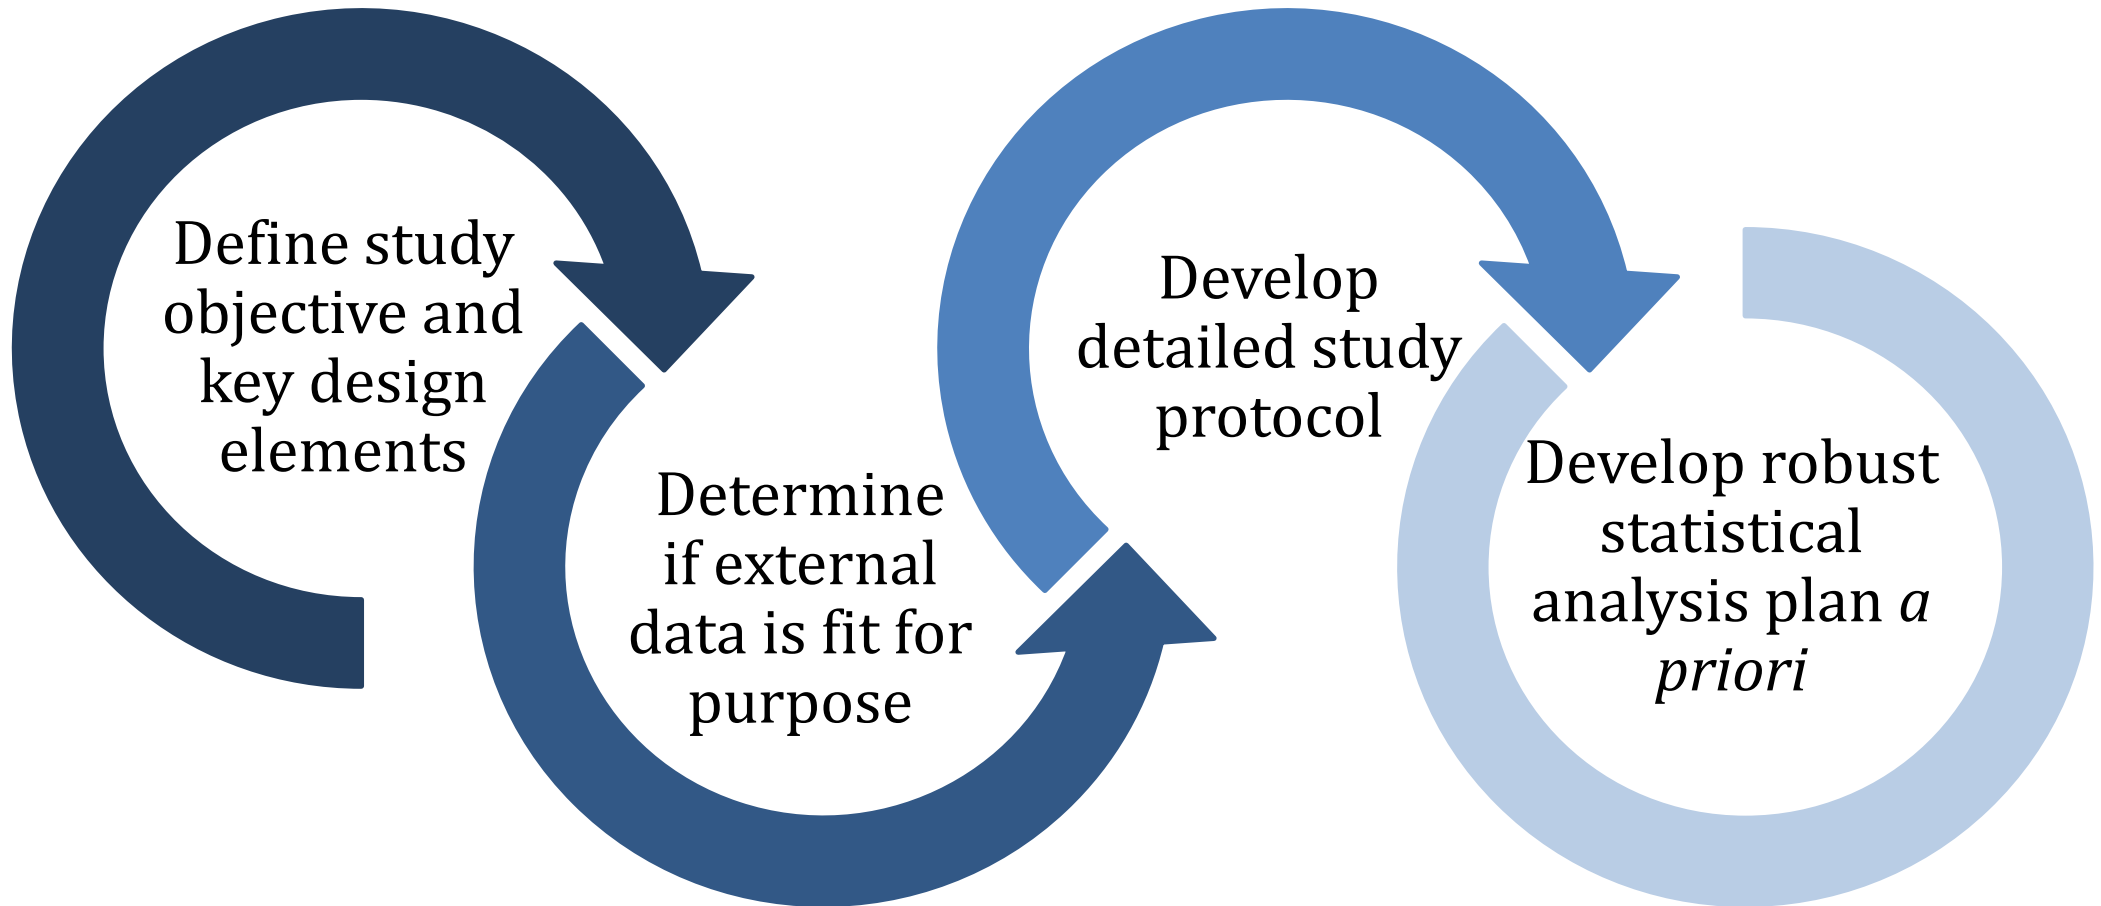 Define study
objective and
key design
elements
Determine
if external
data is fit for
purpose
Develop
detailed study
protocol
Develop robust
statistical
analysis plan a
priori